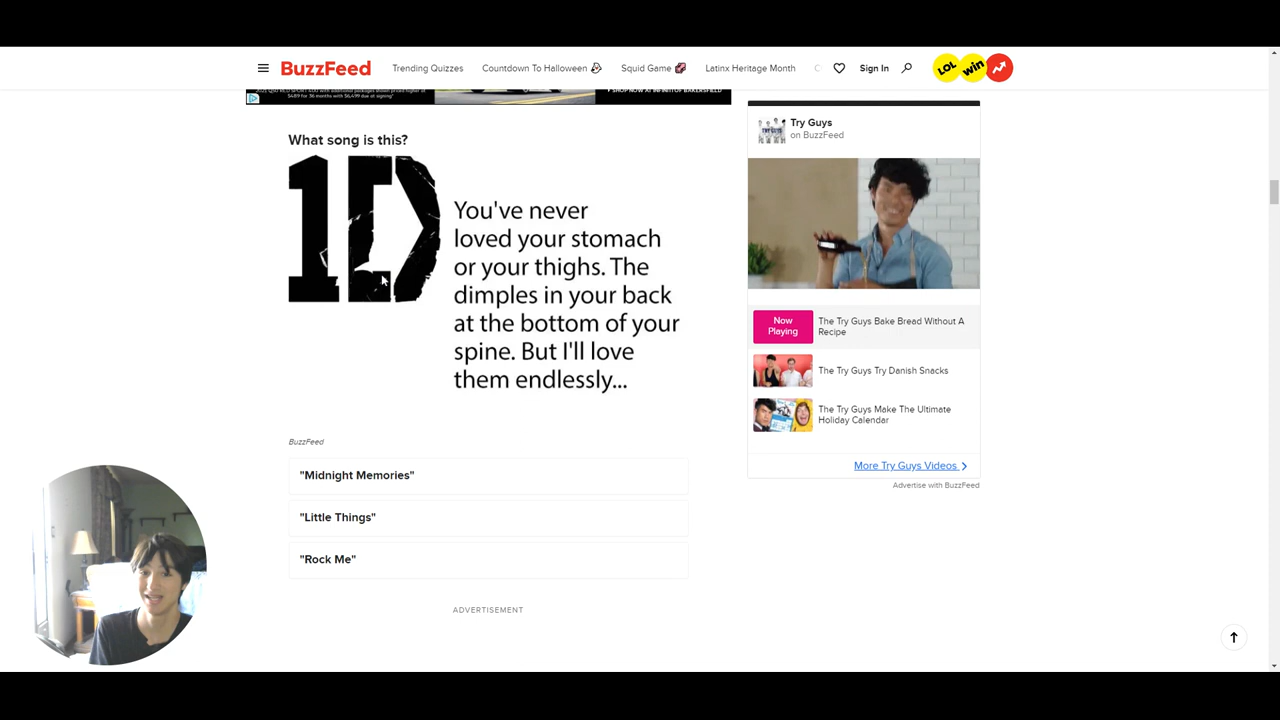 BuzzFeed
Trending Quizzes
Countdown To Halloween
Squid Game
Latinx Heritage Month
Sign In
LOL
win
What song is this?
1D
You've never
loved your stomach
or your thighs. The
dimples in your back
at the bottom of your
spine. But I'll love
them endlessly...
BuzzFeed
"Midnight Memories"
"Little Things"
"Rock Me"
ADVERTISEMENT
Try Guys
on BuzzFeed
Now
Playing
The Try Guys Bake Bread Without A
Recipe
The Try Guys Try Danish Snacks
The Try Guys Make The Ultimate
Holiday Calendar
More Try Guys Videos
Advertise with BuzzFeed